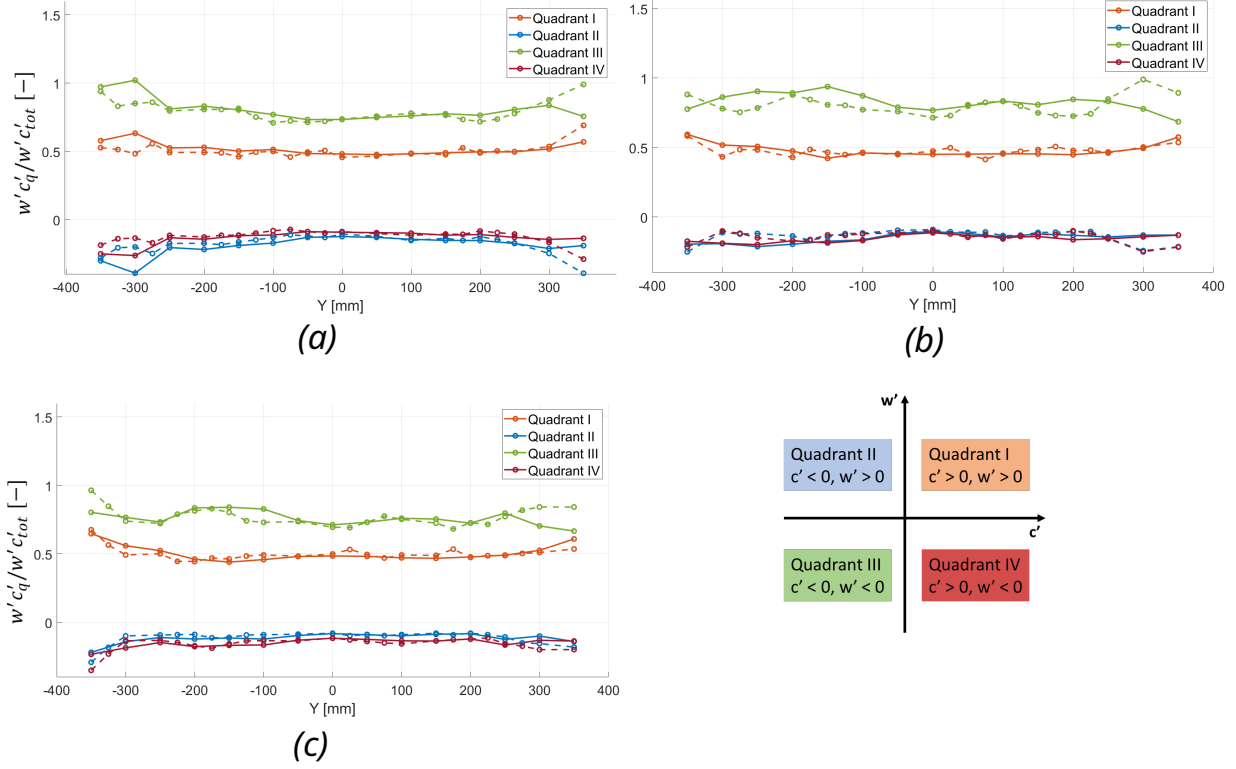 1.5
1
0.5
0
w'c'q/w'c'tot [−]
-400
-300
-200
-100
0
100
200
300
Y [mm]
Quadrant I
Quadrant II
Quadrant III
Quadrant IV
(a)
1.5
1
0.5
0
-400
-300
-200
-100
0
100
200
300
400
Y [mm]
Quadrant I
Quadrant II
Quadrant III
Quadrant IV
(b)
1.5
1
0.5
0
w'c'q/w'c'tot [−]
-400
-300
-200
-100
0
100
200
300
400
Y [mm]
Quadrant I
Quadrant II
Quadrant III
Quadrant IV
(c)
w’
Quadrant II
c’ < 0, w’ > 0
Quadrant I
c’ > 0, w’ > 0
c’
Quadrant III
c’ < 0, w’ < 0
Quadrant IV
c’ > 0, w’ < 0